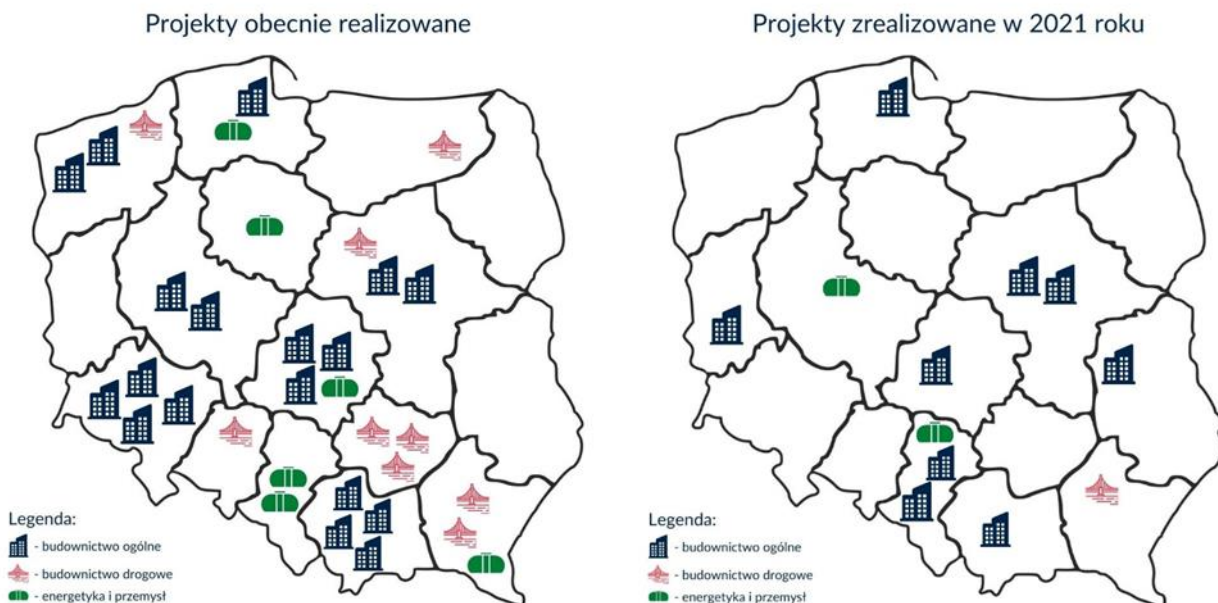 Projekty obecnie realizowane
Legenda:
- budownictwo ogólne
- budownictwo drogowe
- energetyka i przemysł
Projekty zrealizowane w 2021 roku
Legenda:
- budownictwo ogólne
- budownictwo drogowe
- energetyka i przemysł